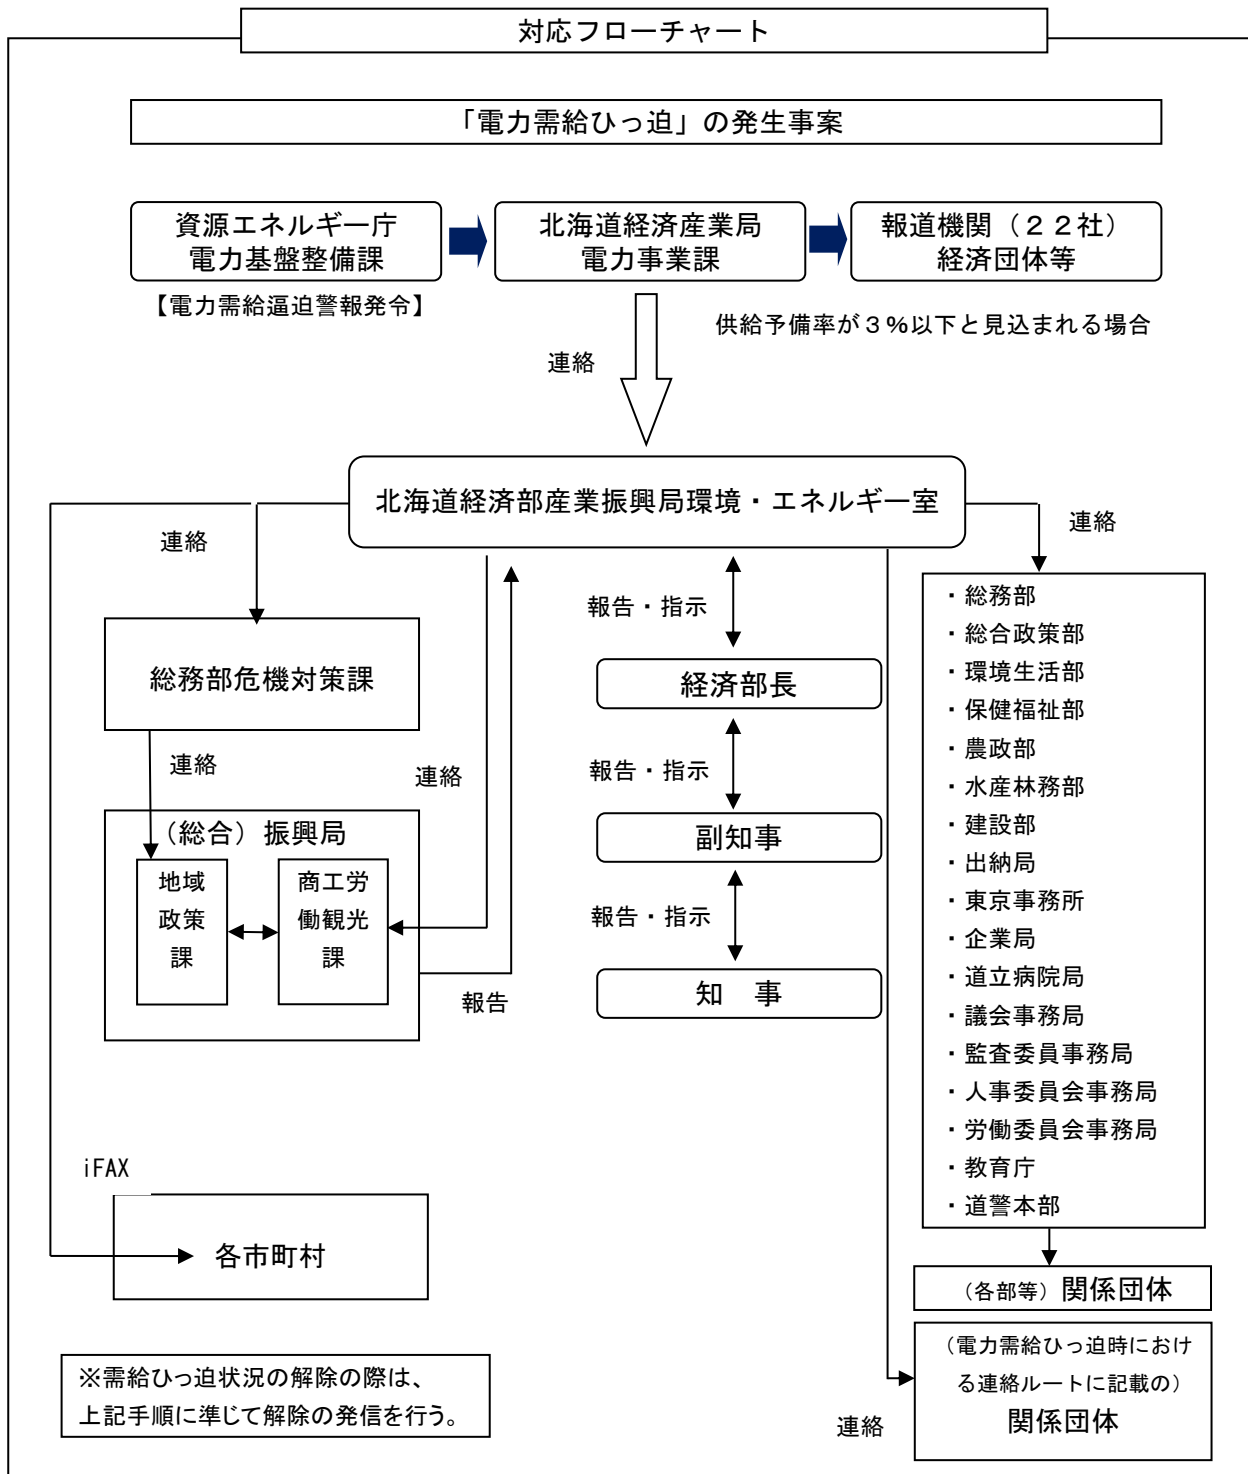 対応フローチャート
「電力需給ひっ迫」の発生事案
資源エネルギー庁
電力基盤整備課
北海道経済産業局
電力事業課
報道機関（２２社）
経済団体等
【電力需給逼迫警報発令】
供給予備率が３%以下と見込まれる場合
連絡
北海道経済部産業振興局環境・エネルギー室
連絡
連絡
総務部危機対策課
連絡
連絡
（総合）振興局
地域
政策
課
商工労
働観光
課
報告
報告・指示
経済部長
報告・指示
副知事
報告・指示
知　事
・総務部
・総合政策部
・環境生活部
・保健福祉部
・農政部
・水産林務部
・建設部
・出納局
・東京事務所
・企業局
・道立病院局
・議会事務局
・監査委員事務局
・人事委員会事務局
・労働委員会事務局
・教育庁
・道警本部
iFAX
各市町村
（各部等）関係団体
（電力需給ひっ迫時におけ
る連絡ルートに記載の）
関係団体
連絡
※需給ひっ迫状況の解除の際は、
上記手順に準じて解除の発信を行う。